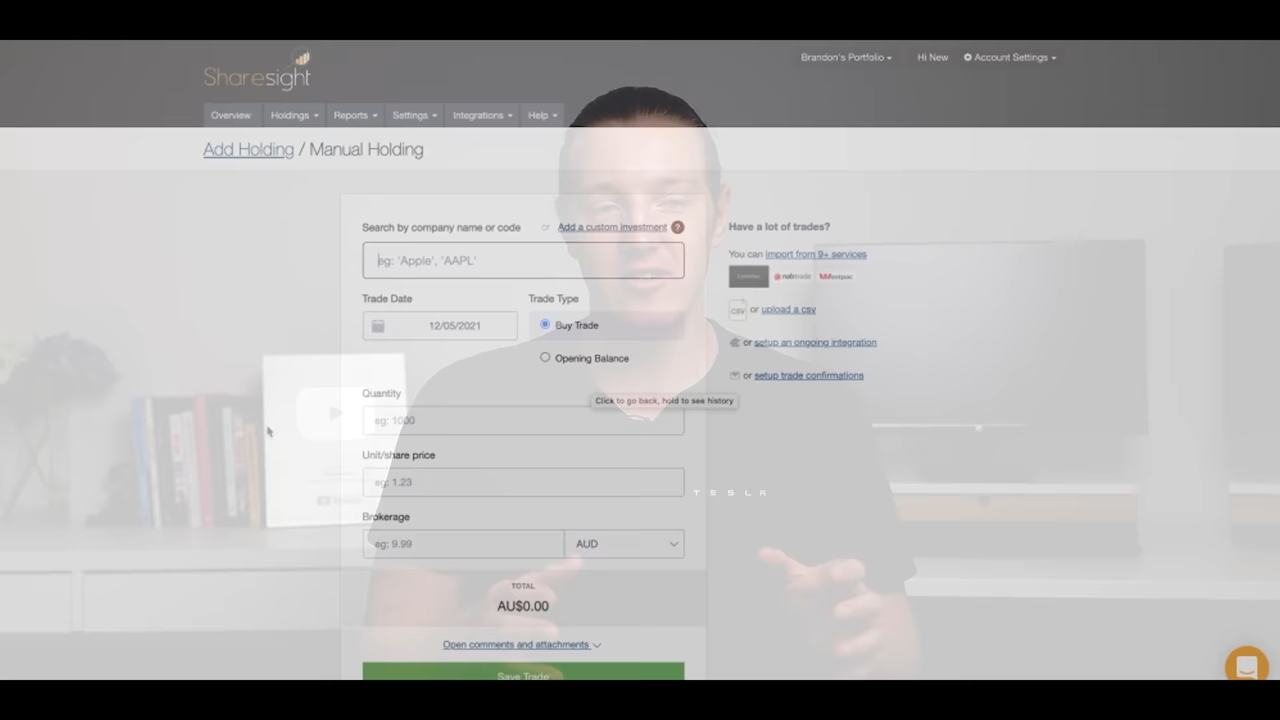 Sharesight
Brandon's Portfolio Hi New Account Settings
Overview Holdings Reports Settings Integrations Help
Add Holding / Manual Holding
Search by company name or code or Add a custom investment ?
eg: 'Apple', 'AAPL'
Trade Date Trade Type
12/05/2021 Buy Trade
Opening Balance
Quantity
eg: 1000
Unit/share price
eg: 1.23
Brokerage
eg: 9.99 AUD
TOTAL
AU$0.00
Open comments and attachments
Save Trade
Have a lot of trades?
You can import from 9+ services
nabtrade Westpac
CSV or upload a csv
or setup an ongoing integration
or setup trade confirmations
Click to go back, hold to see history
TESLA